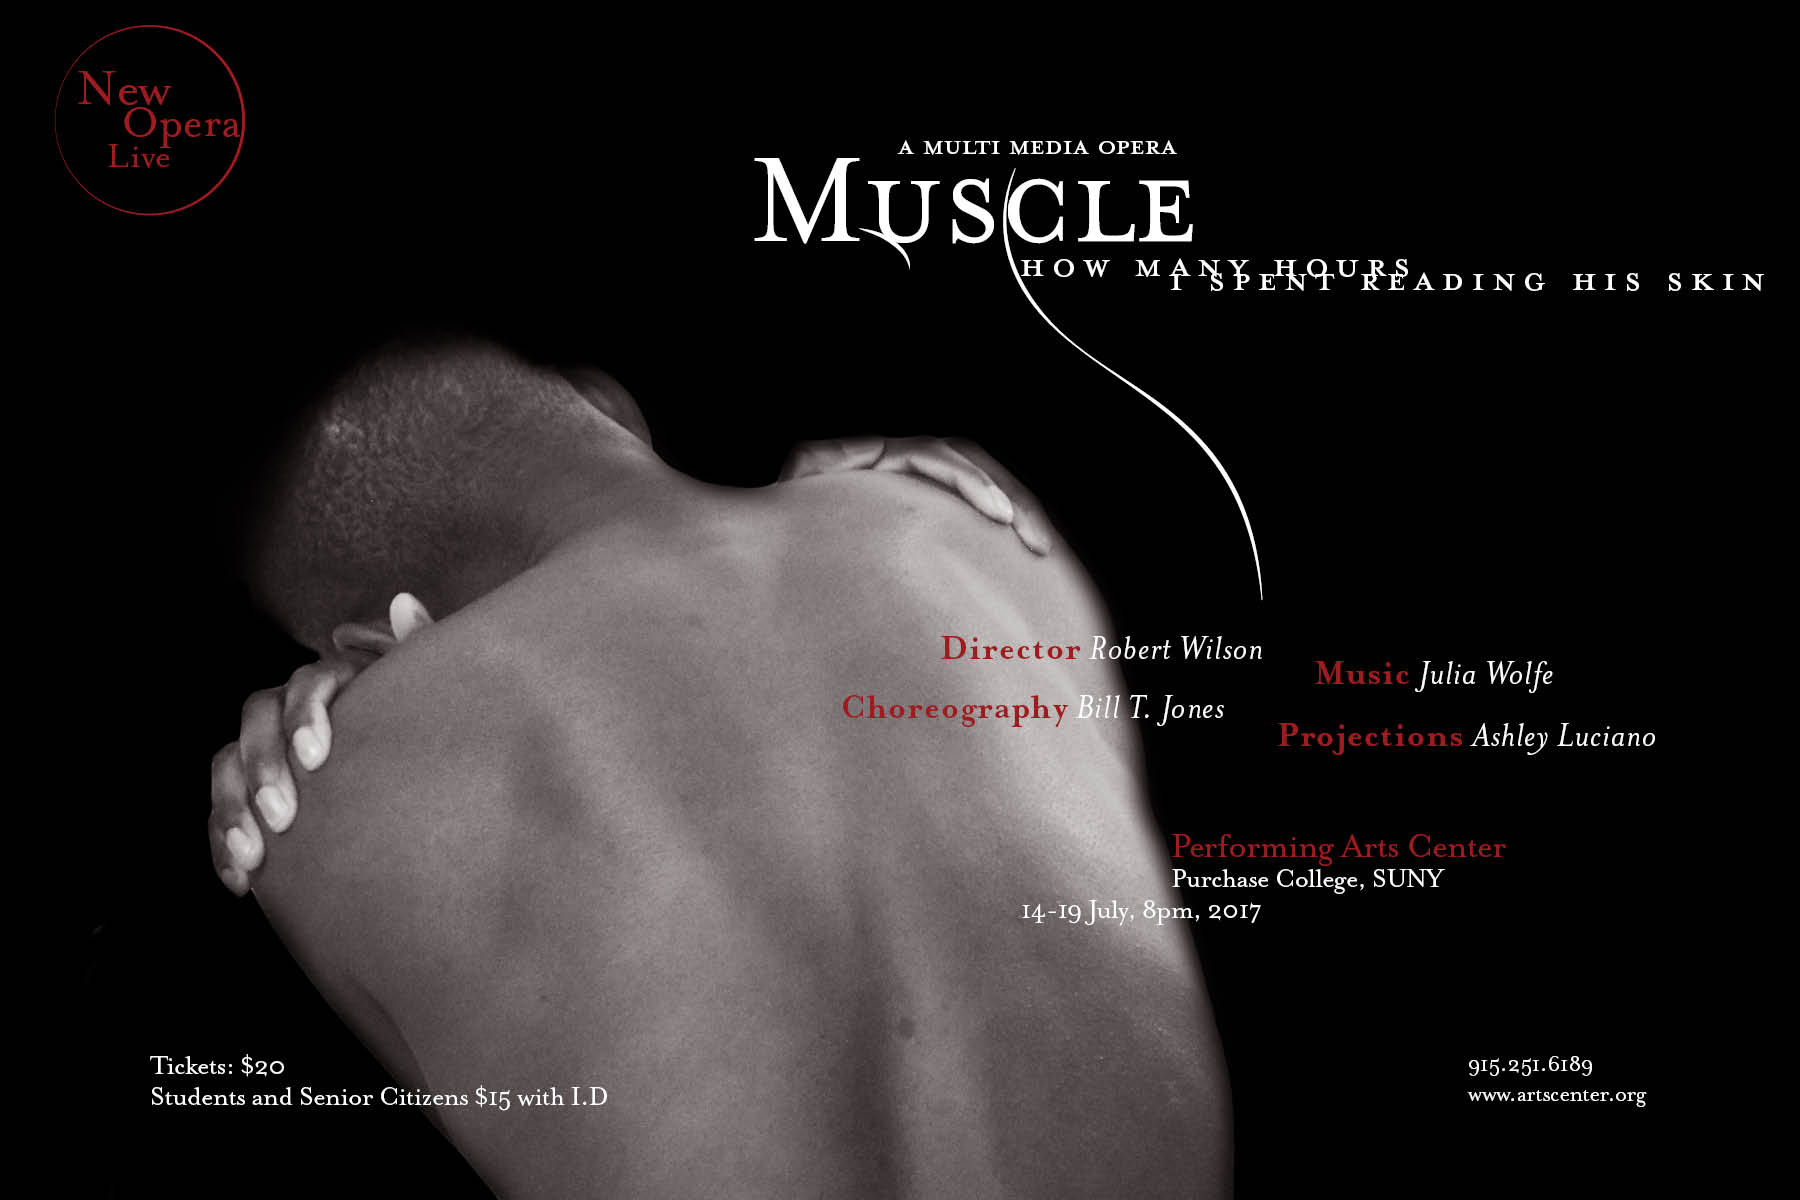 New
Opera
Live
A MULTI MEDIA OPERA
MUSCLE
HOW MANY HOURS
I SPENT READING HIS SKIN
Director Robert Wilson
Music Julia Wolfe
Choreography Bill T. Jones
Projections Ashley Luciano
Performing Arts Center
Purchase College, SUNY
14-19 July, 8pm, 2017
Tickets: $20
Students and Senior Citizens $15 with I.D
915.251.6189
www.artscenter.org